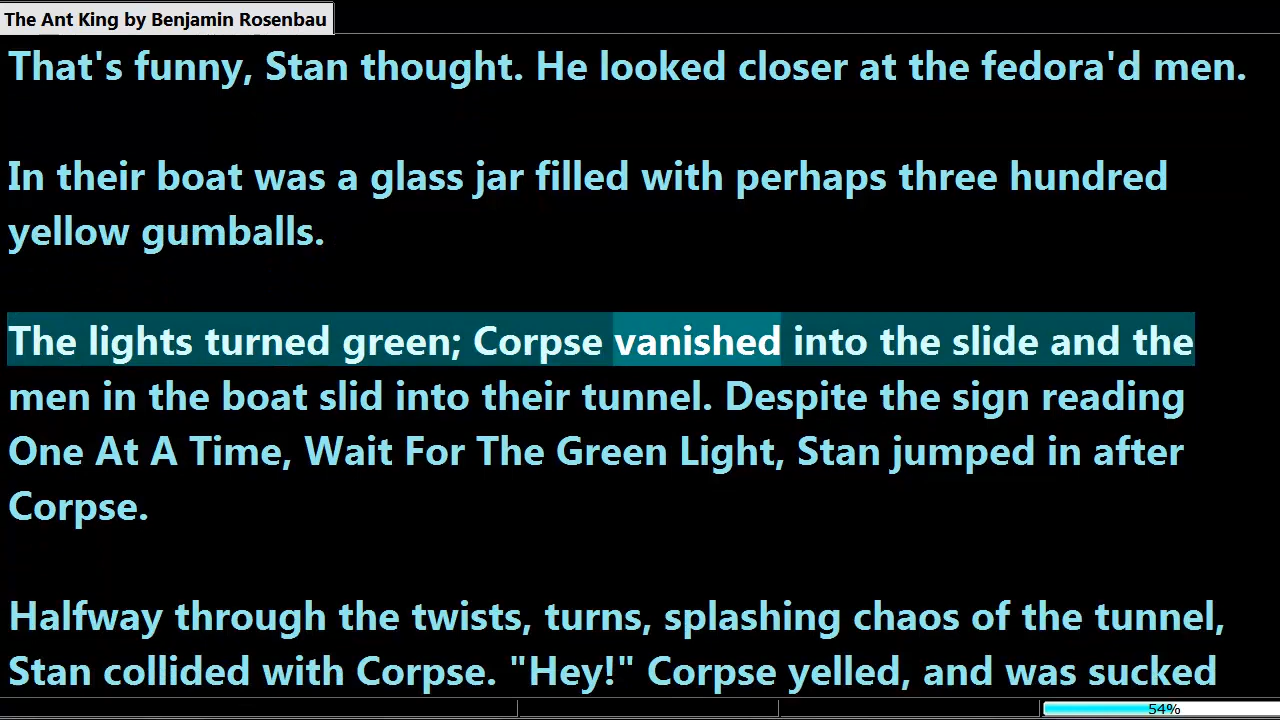 The Ant King by Benjamin Rosenbau
That's funny, Stan thought. He looked closer at the fedora'd men.
In their boat was a glass jar filled with perhaps three hundred
yellow gumballs.
The lights turned green; Corpse vanished into the slide and the
men in the boat slid into their tunnel. Despite the sign reading
One At A Time, Wait For The Green Light, Stan jumped in after
Corpse.
Halfway through the twists, turns, splashing chaos of the tunnel,
Stan collided with Corpse. "Hey!" Corpse yelled, and was sucked
54%